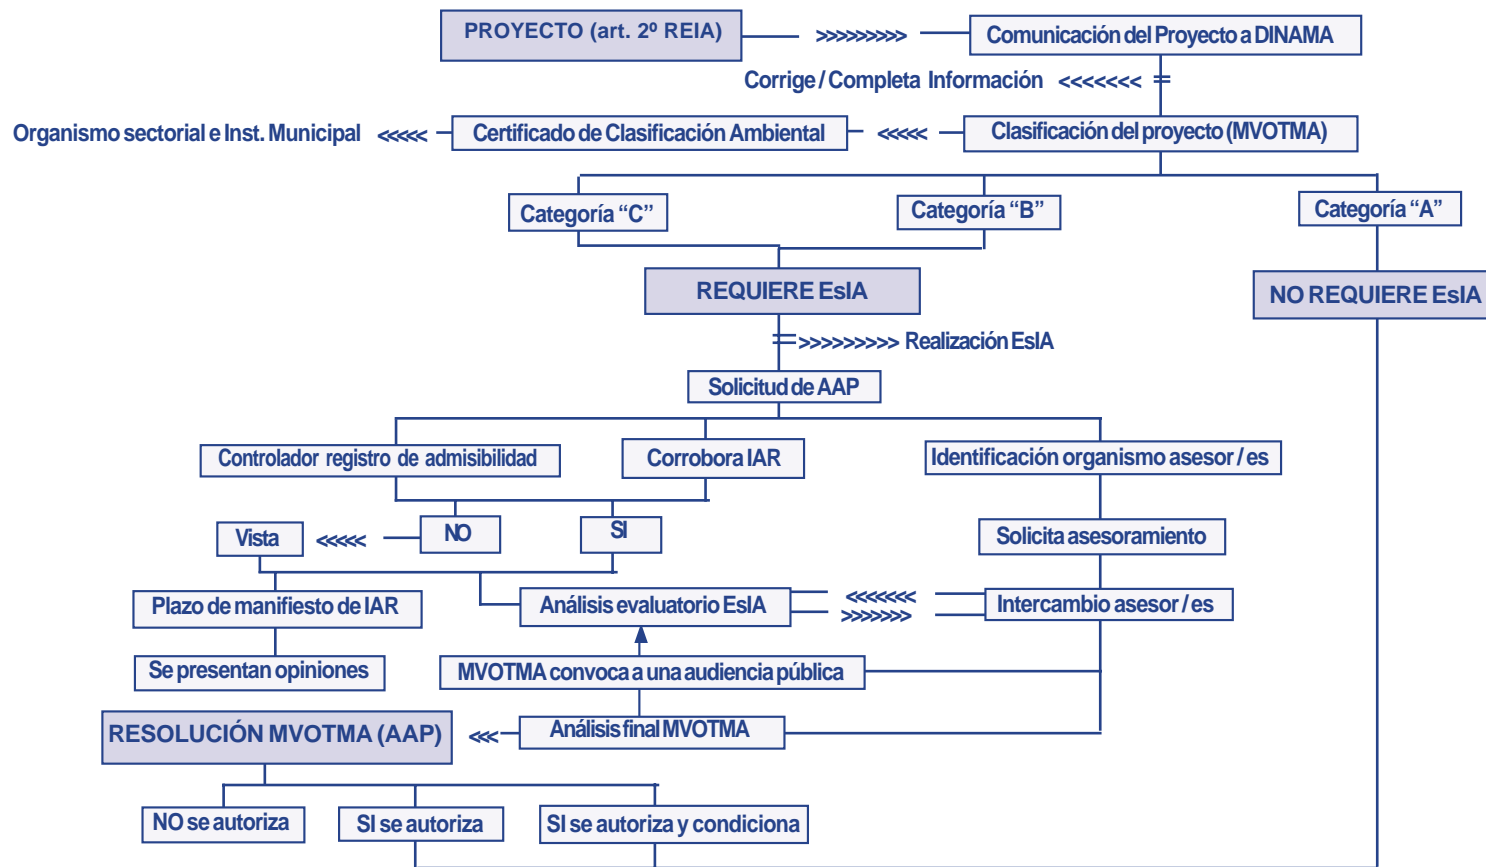 PROYECTO (art. 2º REIA)
>>>>>>>>>
Comunicación del Proyecto a DINAMA
Corrige / Completa Información
<<<<<<<
Organismo sectorial e Inst. Municipal
<<<<<
Certificado de Clasificación Ambiental
<<<<<
Clasificación del proyecto (MVOTMA)
Categoría “C”
Categoría “B”
Categoría “A”
REQUIERE EsIA
NO REQUIERE EsIA
>>>>>>>>>
Realización EsIA
Solicitud de AAP
Controlador registro de admisibilidad
Corrobora IAR
Identificación organismo asesor / es
Vista
<<<<<
NO
SI
Solicita asesoramiento
Plazo de manifiesto de IAR
Análisis evaluatorio EsIA
<<<<<<<
>>>>>>>
Intercambio asesor / es
Se presentan opiniones
MVOTMA convoca a una audiencia pública
RESOLUCIÓN MVOTMA (AAP)
<<<
Análisis final MVOTMA
NO se autoriza
SI se autoriza
SI se autoriza y condiciona